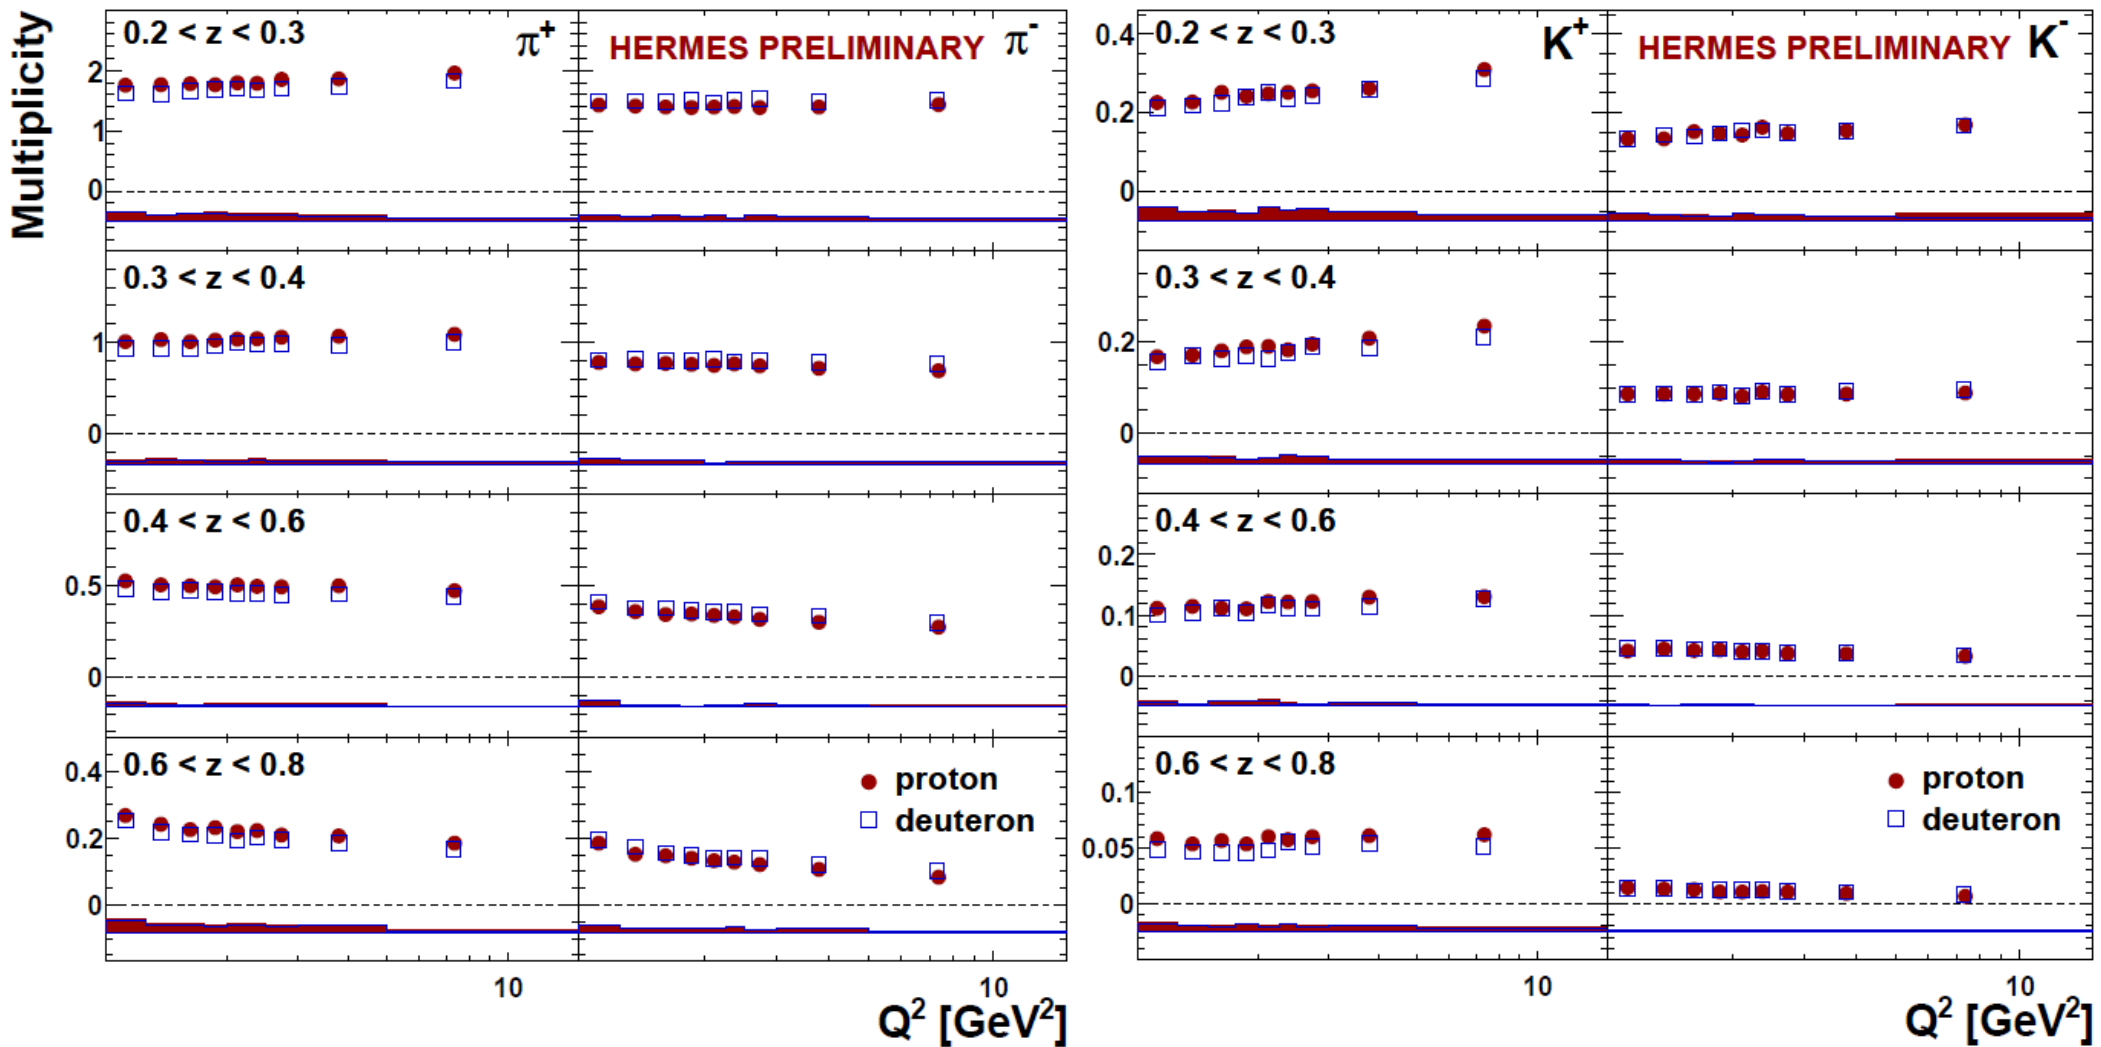 Multiplicity
0.2 < z < 0.3 π+
HERMES PRELIMINARY π-
2
1
0
0.3 < z < 0.4
1
0
0.4 < z < 0.6
0.5
0
0.6 < z < 0.8
0.4
0.2
0
proton
deuteron
10
10
Q2 [GeV2]
0.2 < z < 0.3 K+
HERMES PRELIMINARY K-
0.4
0.2
0
0.3 < z < 0.4
0.2
0
0.4 < z < 0.6
0.2
0.1
0
0.6 < z < 0.8
0.1
0.05
0
proton
deuteron
10
10
Q2 [GeV2]